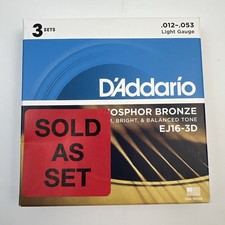 3 SETS
.012–.053
Light Gauge
D'Addario
OSPHOR BRONZE
, BRIGHT, & BALANCED TONE
EJ16-3D
SOLD
AS
SET